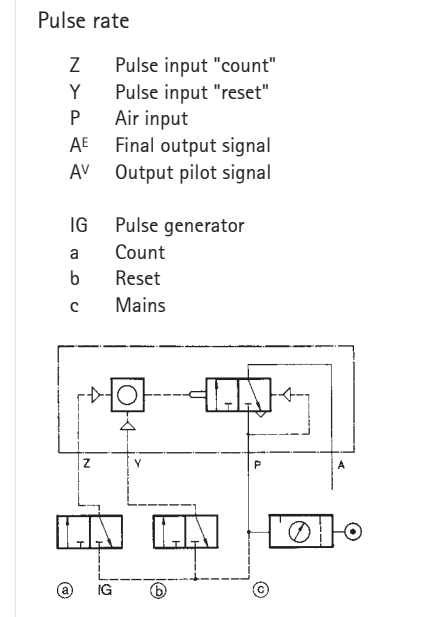 Pulse rate
Z Pulse input "count"
Y Pulse input "reset"
P Air input
Aᴱ Final output signal
Aⱽ Output pilot signal
IG Pulse generator
a Count
b Reset
c Mains
Z Y P A
a IG b c